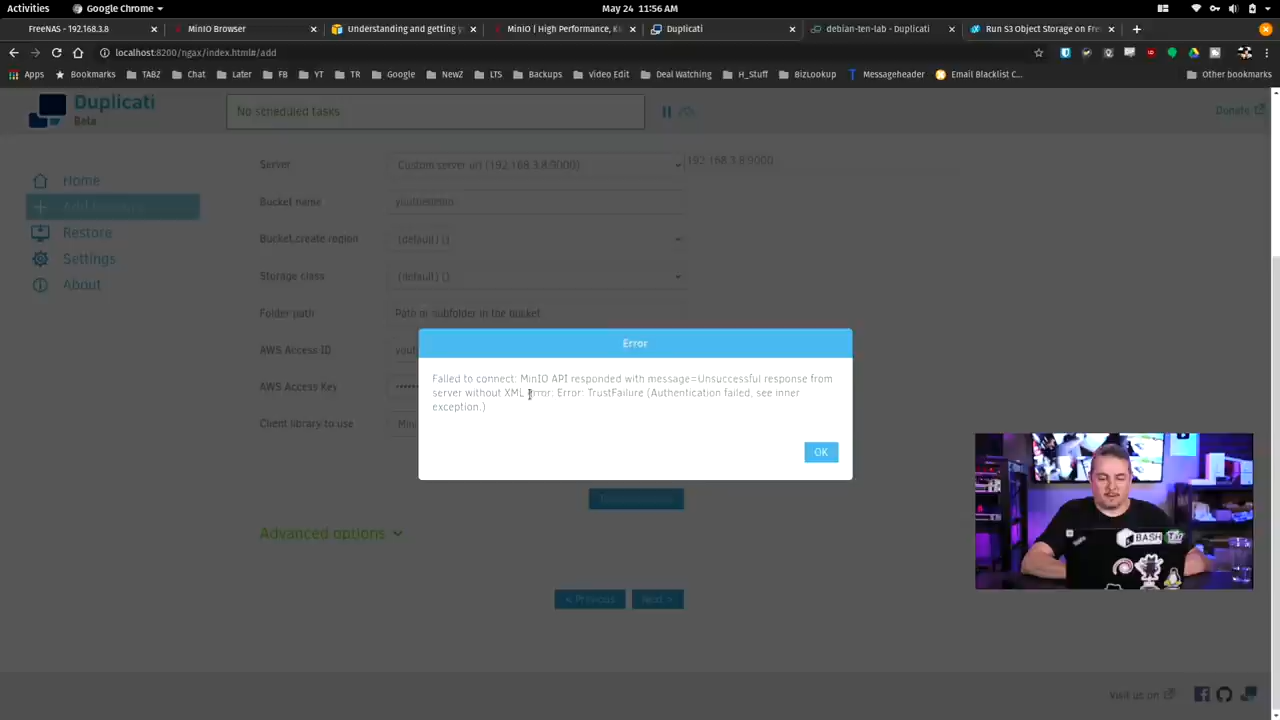 Activities
Google Chrome
May 24 11:56 AM
FreeNAS - 192.168.3.8
MinIO Browser
Understanding and getting y
MinIO | High Performance, K
Duplicati
debian-ten-lab - Duplicati
Run S3 Object Storage on Fre
localhost:8200/ngax/index.html#/add
Apps
Bookmarks
TABZ
Chat
Later
FB
YT
TR
Google
NewZ
LTS
Backups
Video Edit
Deal Watching
H_Stuff
BizLookup
Messageheader
Email Blacklist C...
Other bookmarks
Duplicati
Beta
No scheduled tasks
Donate
Home
Add backup
Restore
Settings
About
Server
Custom server url (192.168.3.8:9000)
192.168.3.8:9000
Bucket name
youtubedemo
Bucket create region
(default) ()
Storage class
(default) ()
Folder path
Path or subfolder in the bucket
AWS Access ID
AWS Access Key
Client library to use
Error
Failed to connect: MinIO API responded with message=Unsuccessful response from
server without XML error: Error: TrustFailure (Authentication failed, see inner
exception.)
OK
Advanced options
< Previous
Next >
Visit us on
BASH